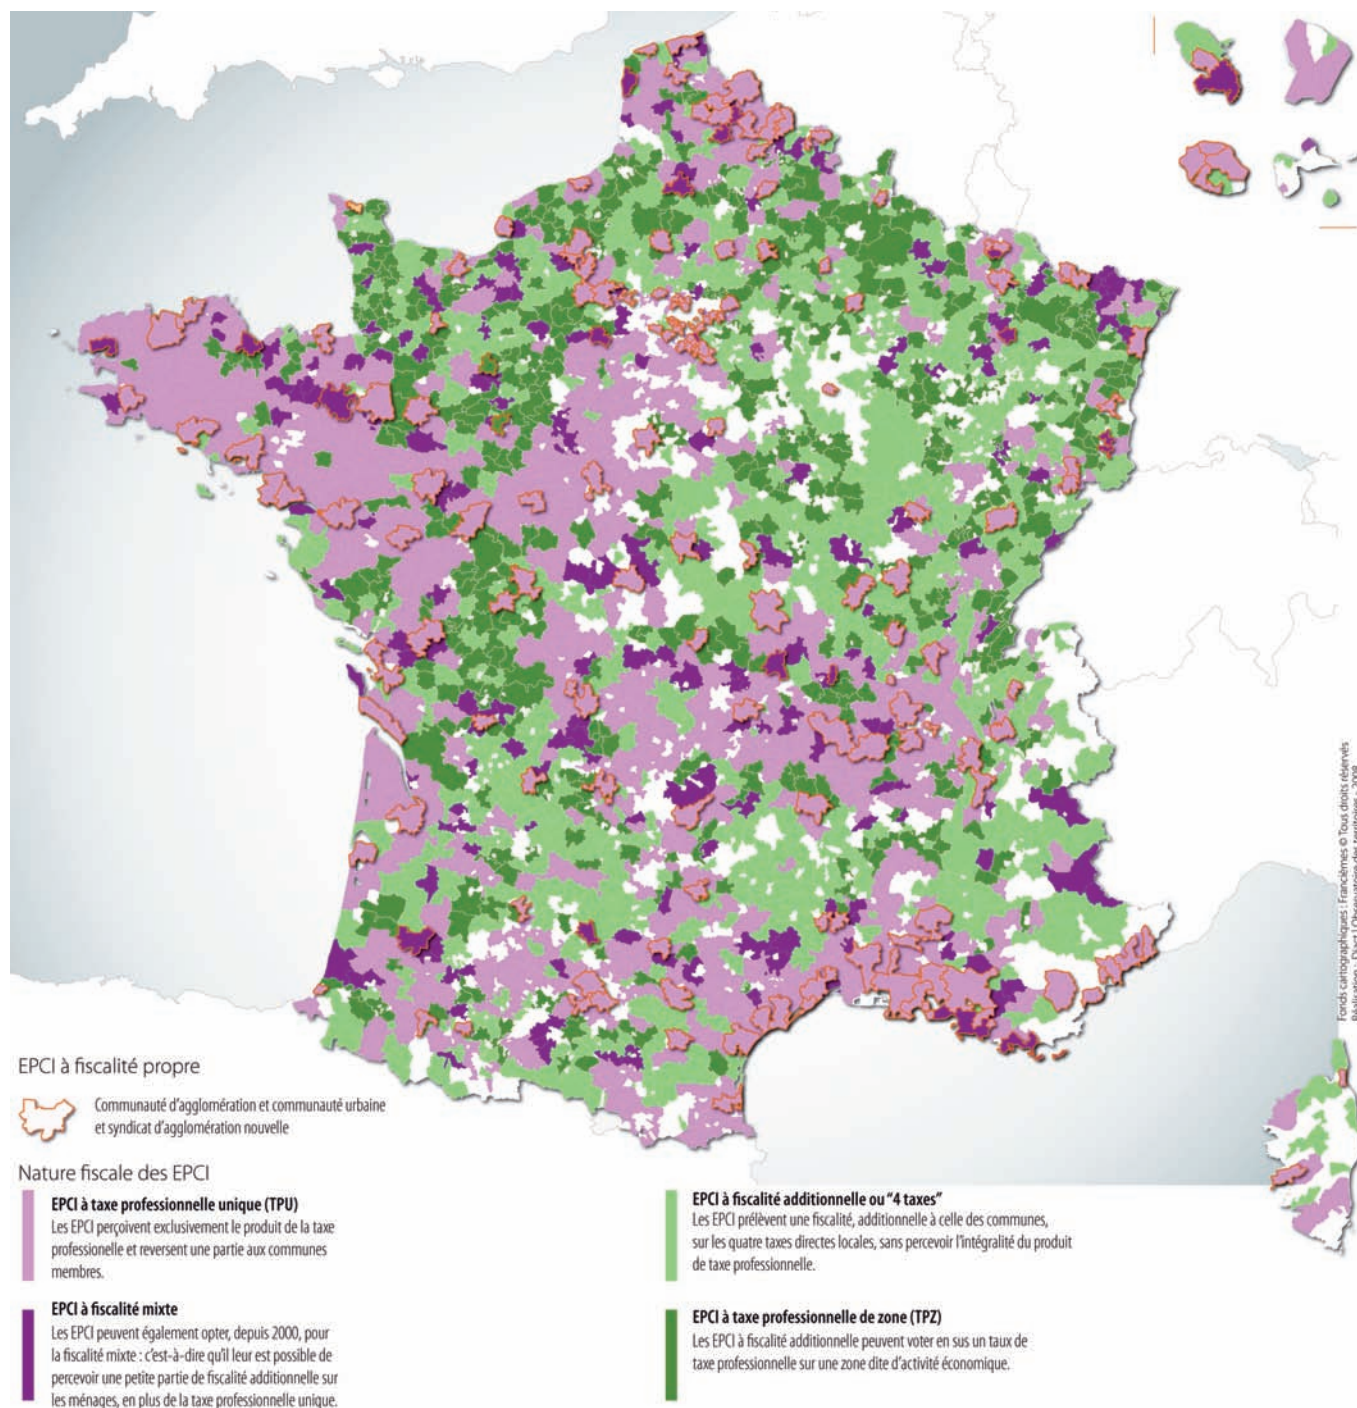 EPCI à fiscalité propre
Communauté d'agglomération et communauté urbaine
et syndicat d'agglomération nouvelle
Nature fiscale des EPCI
EPCI à taxe professionnelle unique (TPU)
Les EPCI perçoivent exclusivement le produit de la taxe
professionelle et reversent une partie aux communes
membres.
EPCI à fiscalité mixte
Les EPCI peuvent également opter, depuis 2000, pour
la fiscalité mixte : c'est-à-dire qu'il leur est possible de
percevoir une petite partie de fiscalité additionnelle sur
les ménages, en plus de la taxe professionnelle unique.
EPCI à fiscalité additionnelle ou "4 taxes"
Les EPCI prélèvent une fiscalité, additionnelle à celle des communes,
sur les quatre taxes directes locales, sans percevoir l'intégralité du produit
de taxe professionnelle.
EPCI à taxe professionnelle de zone (TPZ)
Les EPCI à fiscalité additionnelle peuvent voter en sus un taux de
taxe professionnelle sur une zone dite d'activité économique.
Fonds cartographiques : Francièmes © Tous droits réservés
Réalisation : Diact | Observatoire des territoires - 2008